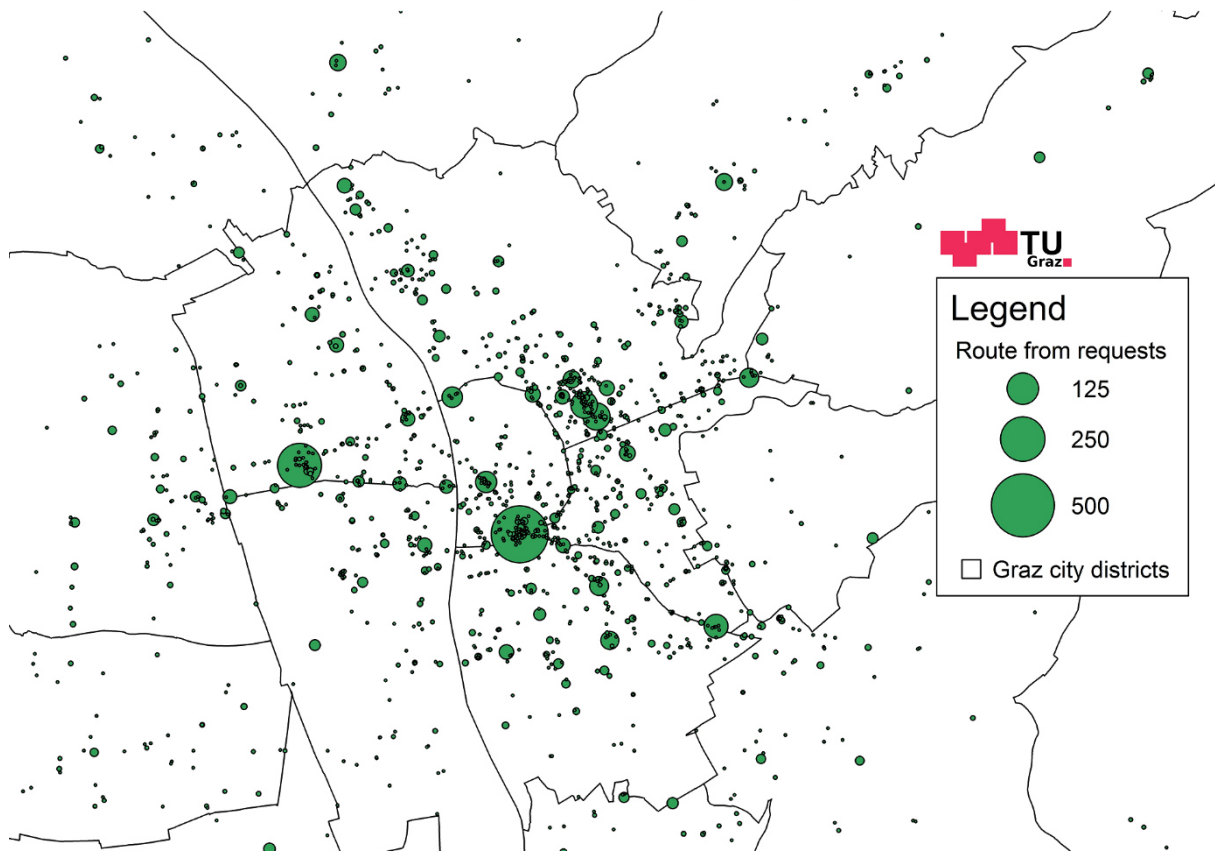 TU
Graz
Legend
Route from requests
125
250
500
Graz city districts